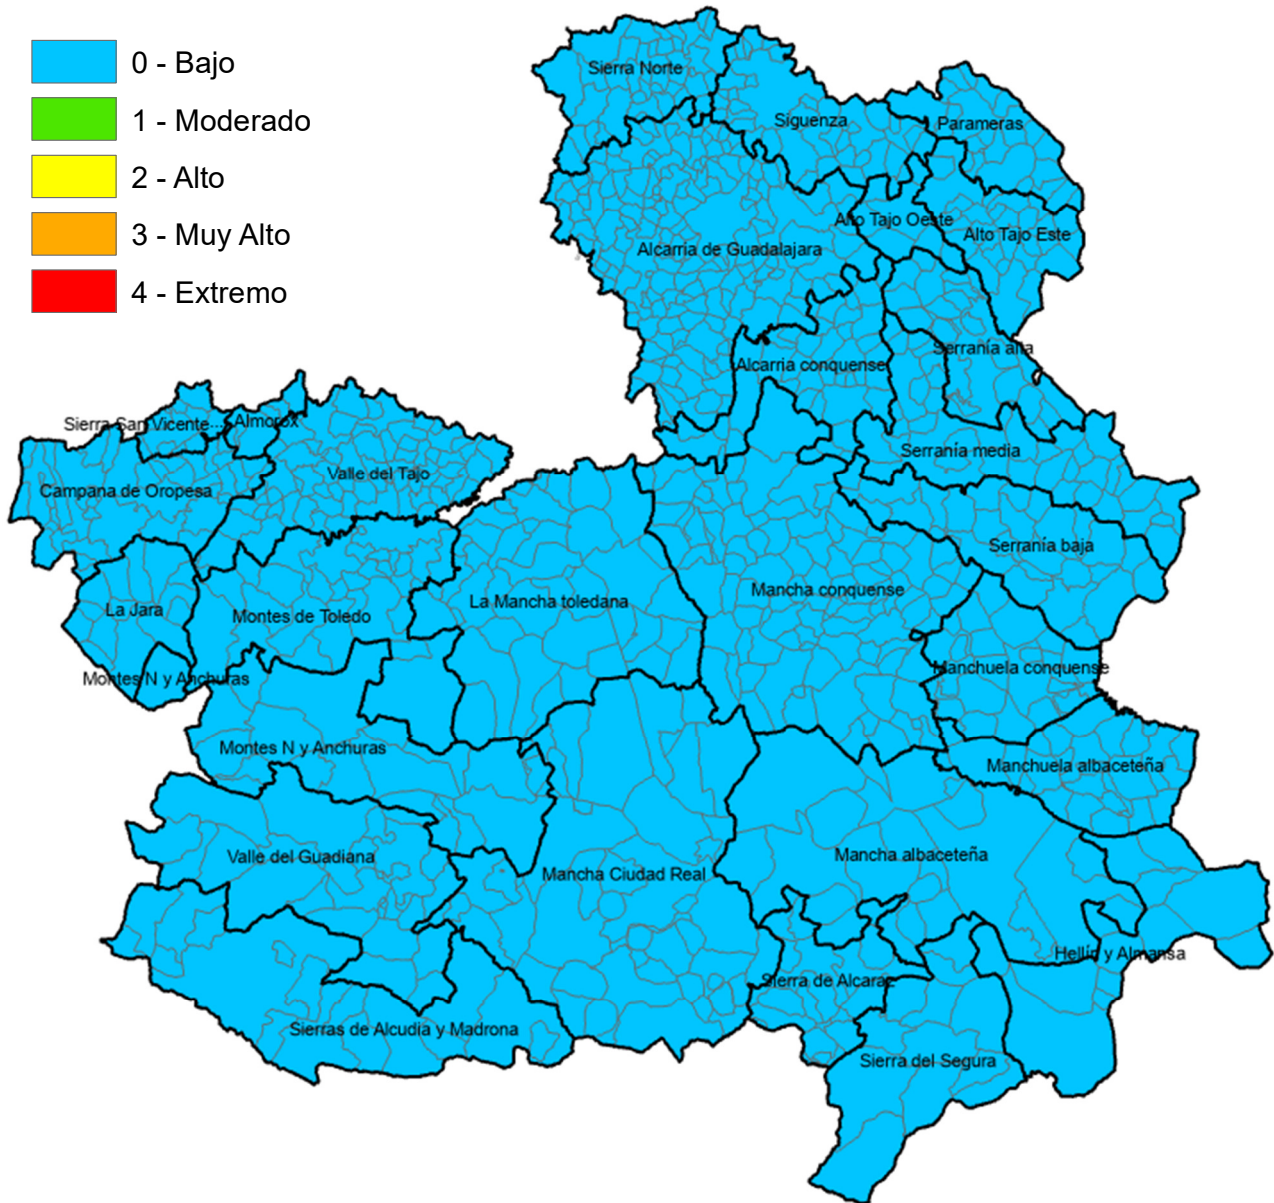 0 - Bajo
1 - Moderado
2 - Alto
3 - Muy Alto
4 - Extremo
Sierra Norte
Siguenza
Parameras
Alto Tajo Oeste
Alto Tajo Este
Alcarria de Guadalajara
Serranía alta
Alcarria conquense
Sierra San Vicente...
Almorox
Serranía media
Valle del Tajo
Campana de Oropesa
Serranía baja
Mancha conquense
La Mancha toledana
La Jara
Montes de Toledo
Manchuela conquense
Montes N y Anchuras
Montes N y Anchuras
Manchuela albaceteña
Valle del Guadiana
Mancha albaceteña
Mancha Ciudad Real
Hellín y Almansa
Sierra de Alcaraz
Sierras de Alcudia y Madrona
Sierra del Segura